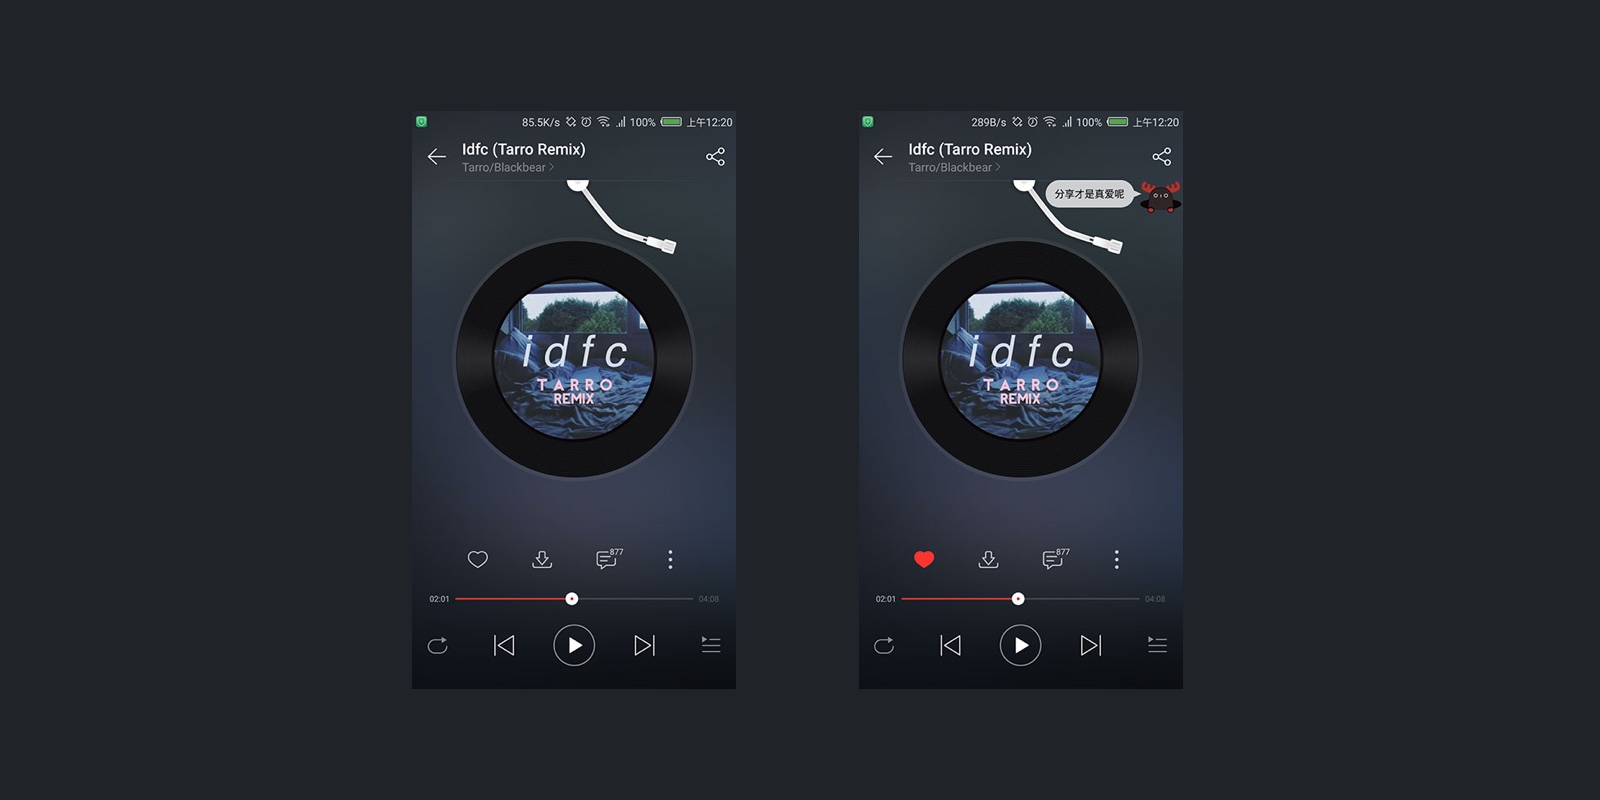 85.5K/s 100% 上午12:20
Idfc (Tarro Remix)
Tarro/Blackbear
idfc
TARRO
REMIX
877
02:01 04:08
289B/s 100% 上午12:20
Idfc (Tarro Remix)
Tarro/Blackbear
分享才是真爱呢
idfc
TARRO
REMIX
877
02:01 04:08